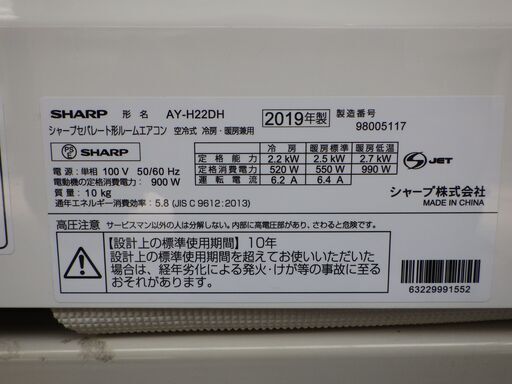 SHARP 形名 AY-H22DH 2019年製 製造番号 98005117
シャープセパレート形ルームエアコン 空冷式 冷房・暖房兼用
PS E SHARP
電源:単相 100V 50/60 Hz
電動機の定格消費電力: 900 W
質量:10 kg
通年エネルギー消費効率:5.8 (JIS C 9612:2013)
冷房 暖房標準 暖房低温
定格能力 2.2 kW 2.5 kW 2.7 kW
定格消費電力 520 W 550 W 990 W
運転電流 6.2 A 6.4 A
S JET
シャープ株式会社
MADE IN CHINA
高圧注意 サービスマン以外の人は分解しない。内部に高電圧部があり、さわると危険です。
【設計上の標準使用期間】10年
設計上の標準使用期間を超えてお使いいただいた
場合は、経年劣化による発火・けが等の事故に至る
おそれがあります。
63229991552